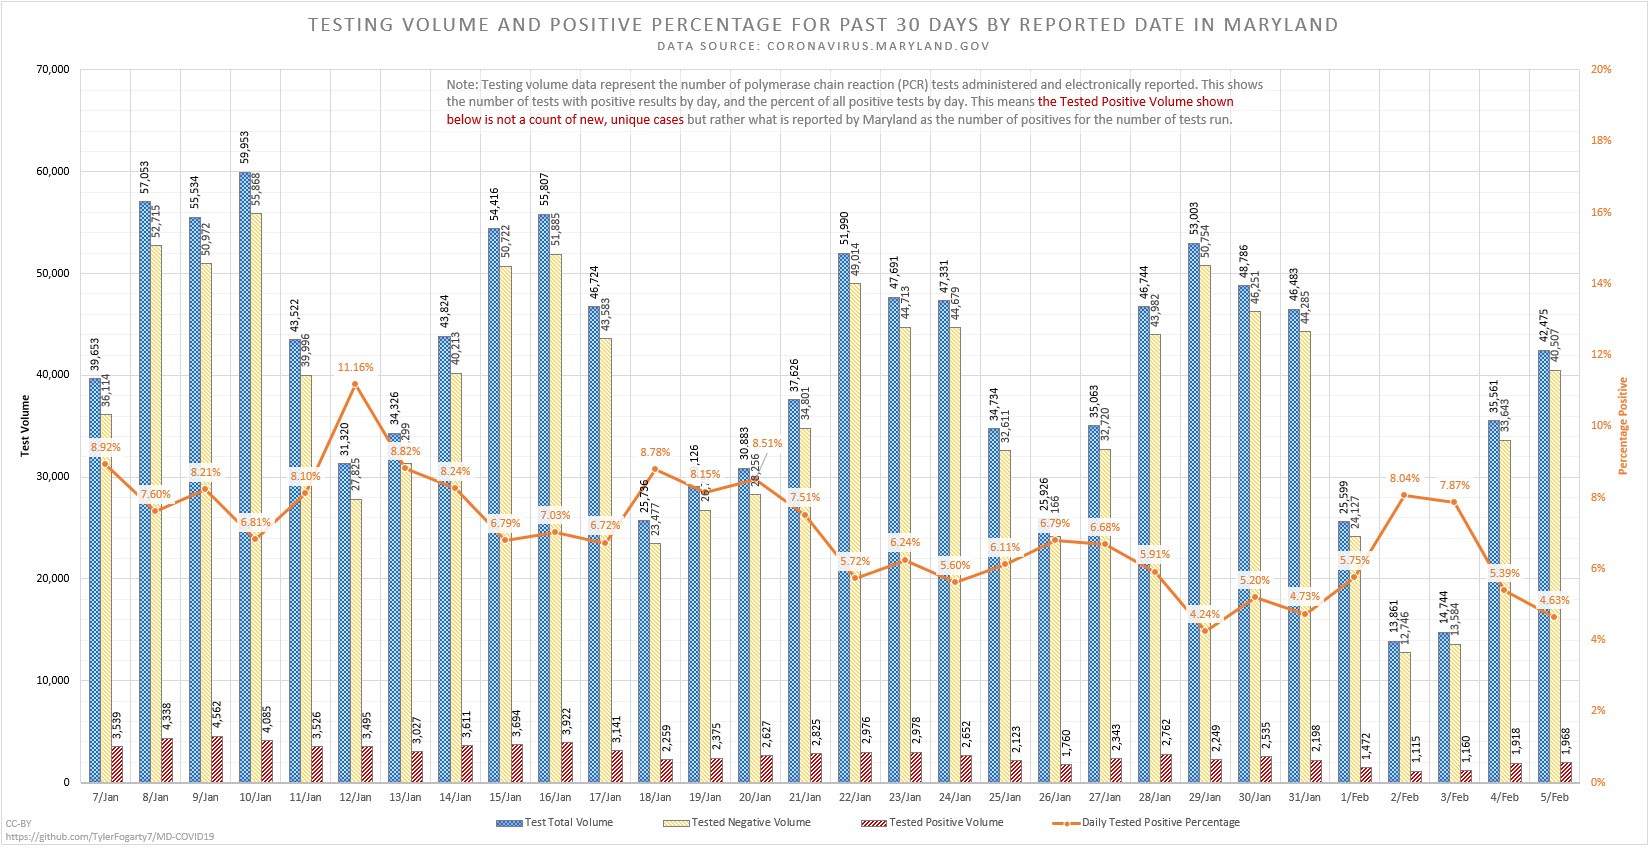 TESTING VOLUME AND POSITIVE PERCENTAGE FOR PAST 30 DAYS BY REPORTED DATE IN MARYLAND
DATA SOURCE: CORONAVIRUS.MARYLAND.GOV
Note: Testing volume data represent the number of polymerase chain reaction (PCR) tests administered and electronically reported. This shows
the number of tests with positive results by day, and the percent of all positive tests by day. This means the Tested Positive Volume shown
below is not a count of new, unique cases but rather what is reported by Maryland as the number of positives for the number of tests run.
Test Volume
70,000
60,000
50,000
40,000
30,000
20,000
10,000
0
Percentage Positive
20%
18%
16%
14%
12%
10%
8%
6%
4%
2%
0%
39,653 36,114 8.92% 3,539
57,053 52,715 7.60% 4,338
55,534 50,972 8.21% 4,562
59,953 55,868 6.81% 4,085
43,522 39,996 8.10% 3,526
31,320 27,825 11.16% 3,495
34,326 ,299 8.82% 3,027
43,824 40,213 8.24% 3,611
54,416 50,722 6.79% 3,694
55,807 51,885 7.03% 3,922
46,724 43,583 6.72% 3,141
25,736 23,477 8.78% 2,259
,126 8.15% 2,375
30,883 28,256 8.51% 2,627
37,626 34,801 7.51% 2,825
51,990 49,014 5.72% 2,976
47,691 44,713 6.24% 2,978
47,331 44,679 5.60% 2,652
34,734 32,611 6.11% 2,123
25,926 166 6.79% 1,760
35,063 32,720 6.68% 2,343
46,744 43,982 5.91% 2,762
53,003 50,754 4.24% 2,249
48,786 46,251 5.20% 2,535
46,483 44,285 4.73% 2,198
25,599 24,127 5.75% 1,472
13,861 12,746 8.04% 1,115
14,744 13,584 7.87% 1,160
35,561 33,643 5.39% 1,918
42,475 40,507 4.63% 1,968
7/Jan 8/Jan 9/Jan 10/Jan 11/Jan 12/Jan 13/Jan 14/Jan 15/Jan 16/Jan 17/Jan 18/Jan 19/Jan 20/Jan 21/Jan 22/Jan 23/Jan 24/Jan 25/Jan 26/Jan 27/Jan 28/Jan 29/Jan 30/Jan 31/Jan 1/Feb 2/Feb 3/Feb 4/Feb 5/Feb
Test Total Volume Tested Negative Volume Tested Positive Volume Daily Tested Positive Percentage
CC-BY
https://github.com/TylerFogarty7/MD-COVID19